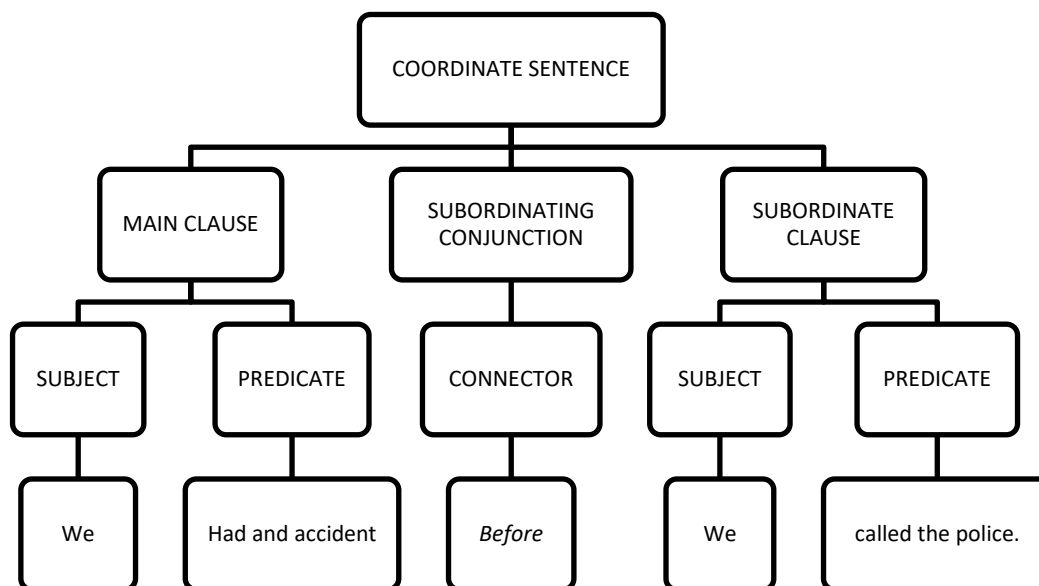 COORDINATE SENTENCE
MAIN CLAUSE
SUBORDINATING
CONJUNCTION
SUBORDINATE
CLAUSE
SUBJECT
PREDICATE
CONNECTOR
SUBJECT
PREDICATE
We
Had and accident
Before
We
called the police.